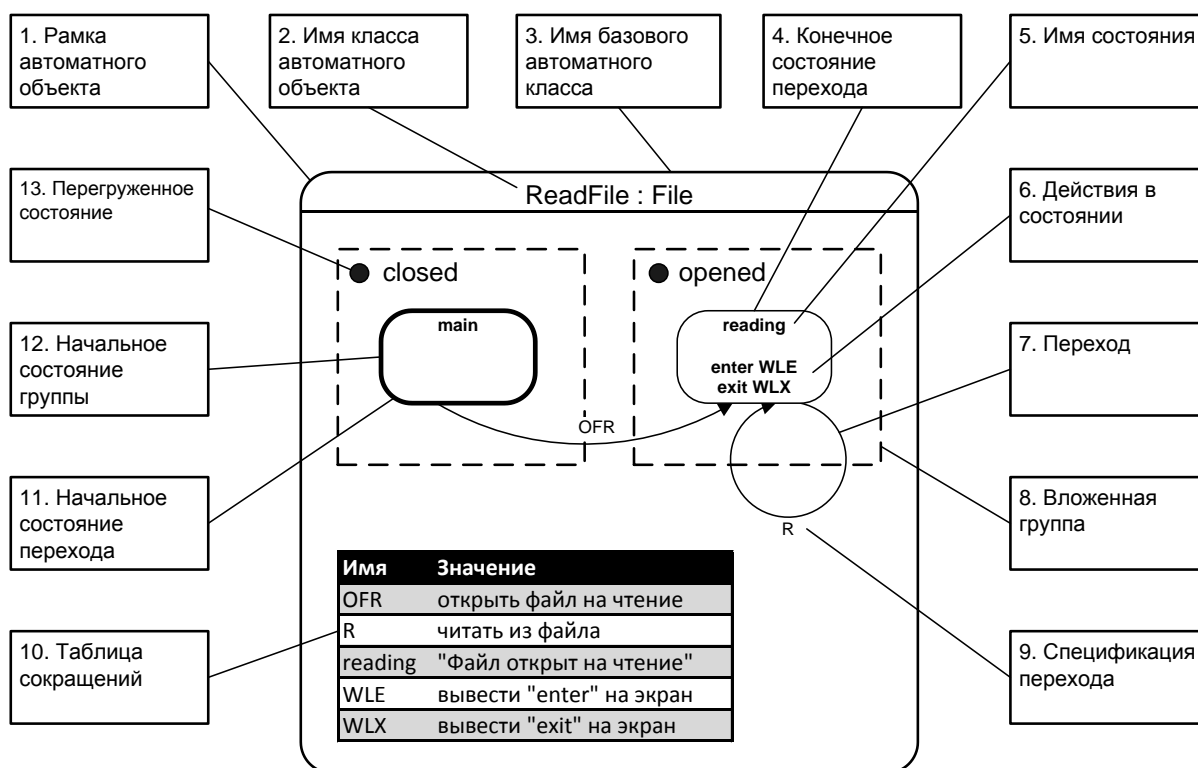 1. Рамка
автоматного
объекта
2. Имя класса
автоматного
объекта
3. Имя базового
автоматного
класса
4. Конечное
состояние
перехода
5. Имя состояния
13. Перегруженное
состояние
ReadFile : File
6. Действия в
состоянии
closed
opened
main
reading
enter WLE
exit WLX
12. Начальное
состояние
группы
7. Переход
OFR
11. Начальное
состояние
перехода
8. Вложенная
группа
R
Имя Значение
OFR открыть файл на чтение
R читать из файла
reading "Файл открыт на чтение"
WLE вывести "enter" на экран
WLX вывести "exit" на экран
10. Таблица
сокращений
9. Спецификация
перехода